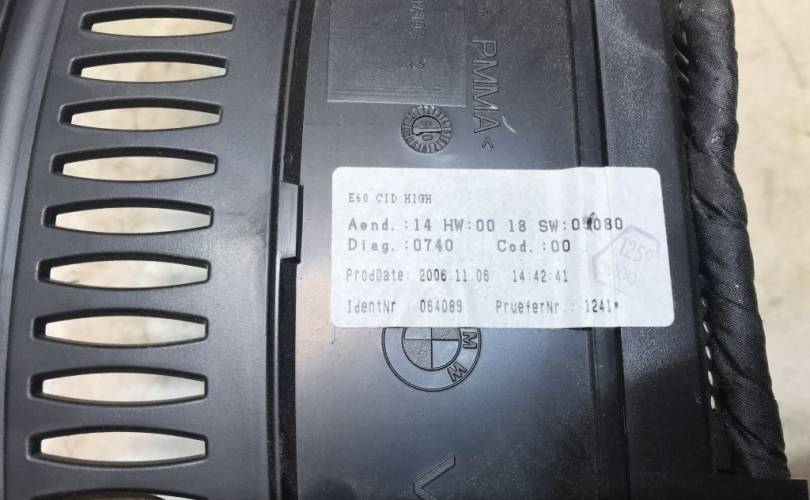 PMMA<
E60 CID HIGH
Aend. :14 HW:00 18 SW:05080
Diag. :0740 Cod. :00
ProdDate: 2006 11 06 14:42:41
IdentNr : 064089 PrueferNr. : 1241*
1250
BMW